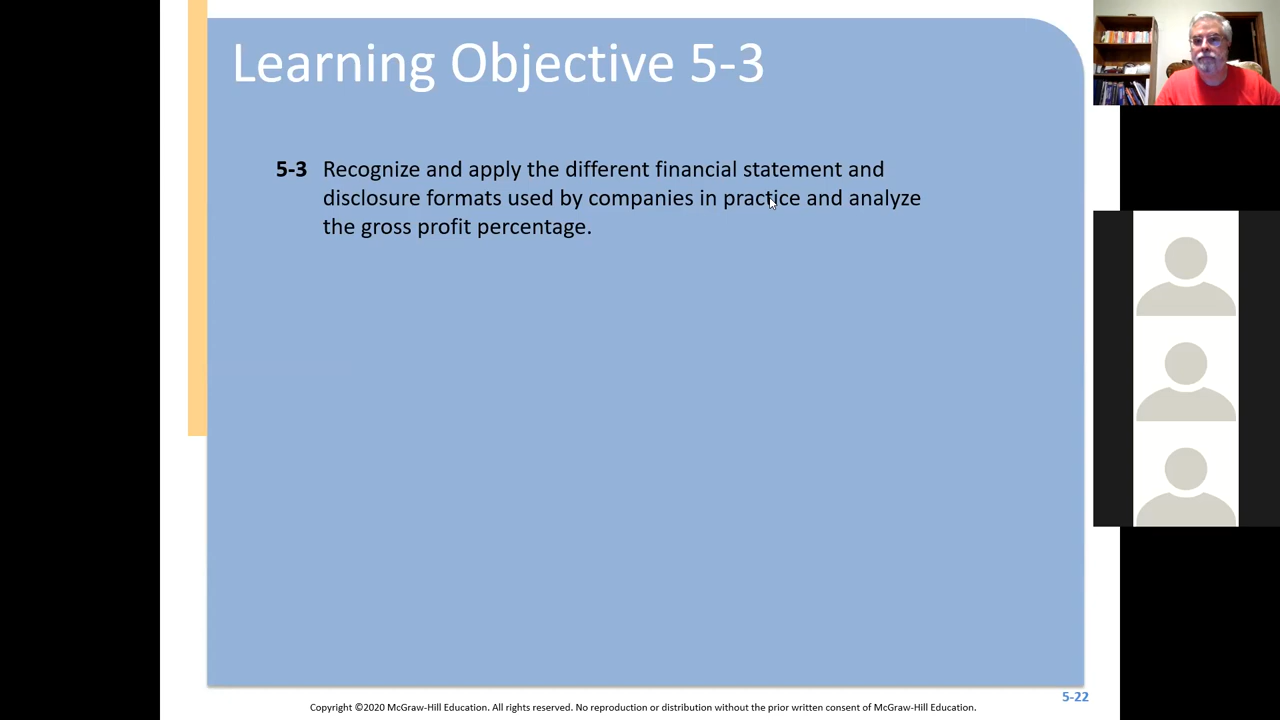 Learning Objective 5-3
5-3 Recognize and apply the different financial statement and
disclosure formats used by companies in practice and analyze
the gross profit percentage.
5-22
Copyright ©2020 McGraw-Hill Education. All rights reserved. No reproduction or distribution without the prior written consent of McGraw-Hill Education.